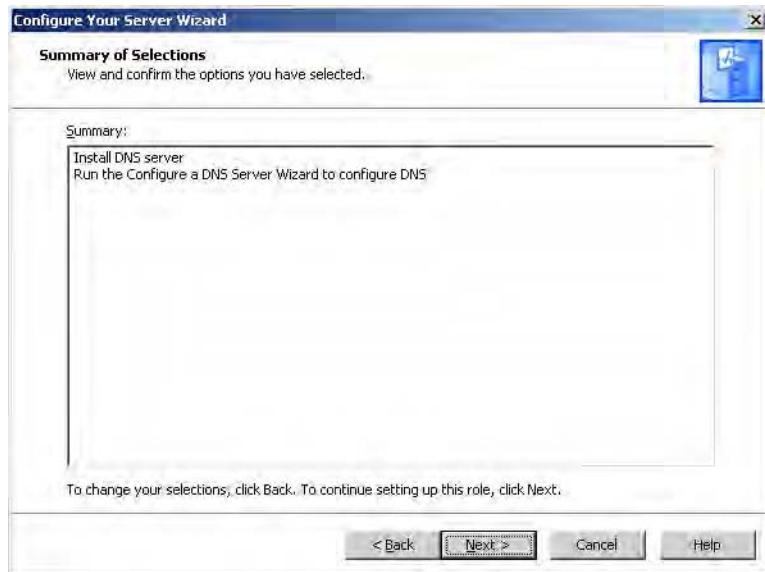 Configure Your Server Wizard
Summary of Selections
View and confirm the options you have selected.
Summary:
Install DNS server
Run the Configure a DNS Server Wizard to configure DNS
To change your selections, click Back. To continue setting up this role, click Next.
< Back
Next >
Cancel
Help